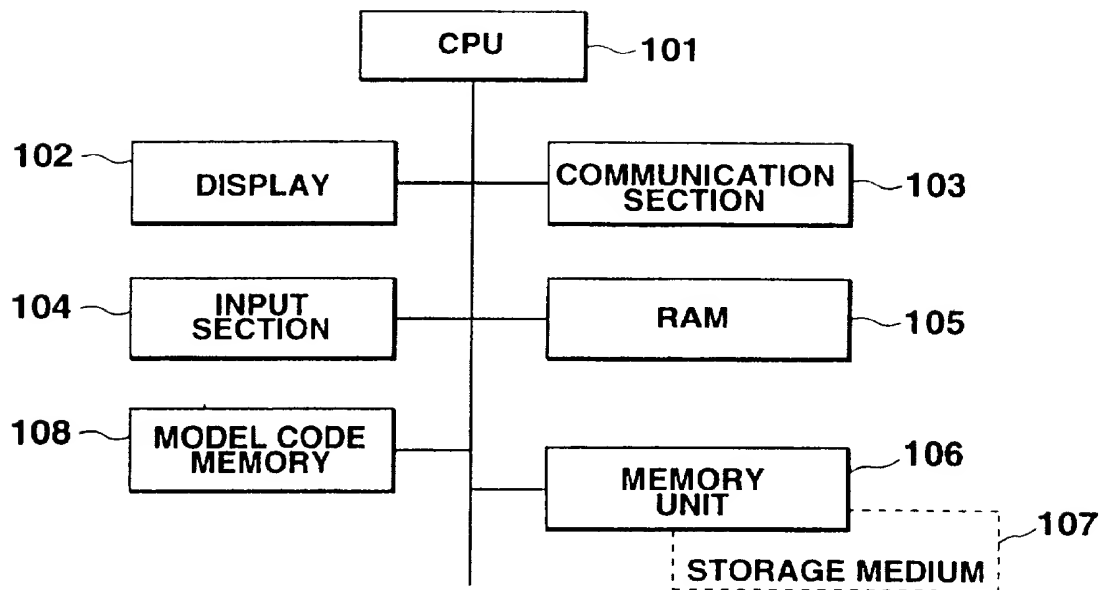 CPU
101
102
DISPLAY
COMMUNICATION
SECTION
103
104
INPUT
SECTION
RAM
105
108
MODEL CODE
MEMORY
MEMORY
UNIT
106
107
STORAGE MEDIUM